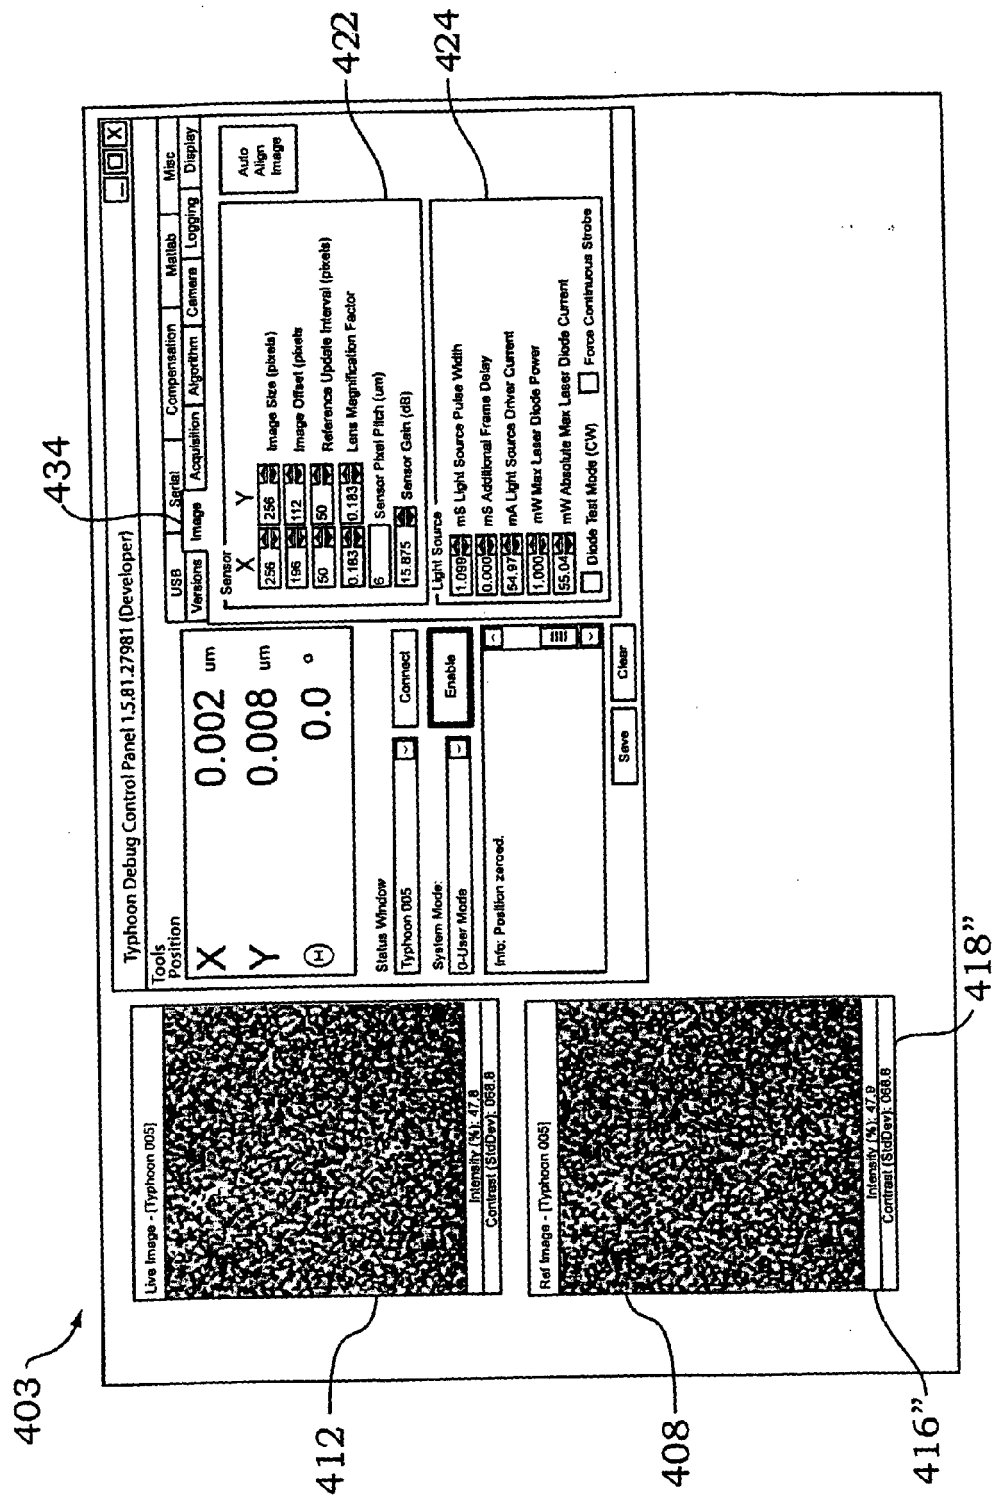 403
Typhoon Debug Control Panel 1.5.81.27981 (Developer)
Tools
Position
X 0.002 um
Y 0.008 um
H 0.0 °
Status Window
Typhoon 005
Connect
System Mode:
0-User Mode
Enable
Info: Position zeroed.
Save
Clear
434
USB Serial Compensation Matlab Misc
Versions Image Acquisition Algorithm Camera Logging Display
Sensor
X Y
256 256 Image Size (pixels)
196 112 Image Offset (pixels
50 50 Reference Update Interval (pixels)
0.183 0.183 Lens Magnification Factor
6 Sensor Pixel Pitch (um)
15.875 Sensor Gain (dB)
Auto
Align
Image
422
Light Source
1.099 mS Light Source Pulse Width
0.000 mS Additional Frame Delay
54.97 mA Light Source Driver Current
1.000 mW Max Laser Diode Power
55.04 mW Absolute Max Laser Diode Current
Diode Test Mode (CW)
Force Continuous Strobe
424
Live Image - [Typhoon 005]
Intensity (%): 47.8
Contrast (StdDev): 068.8
412
Ref Image - [Typhoon 005]
Intensity (%): 47.9
Contrast (StdDev): 068.8
408
416”
418”